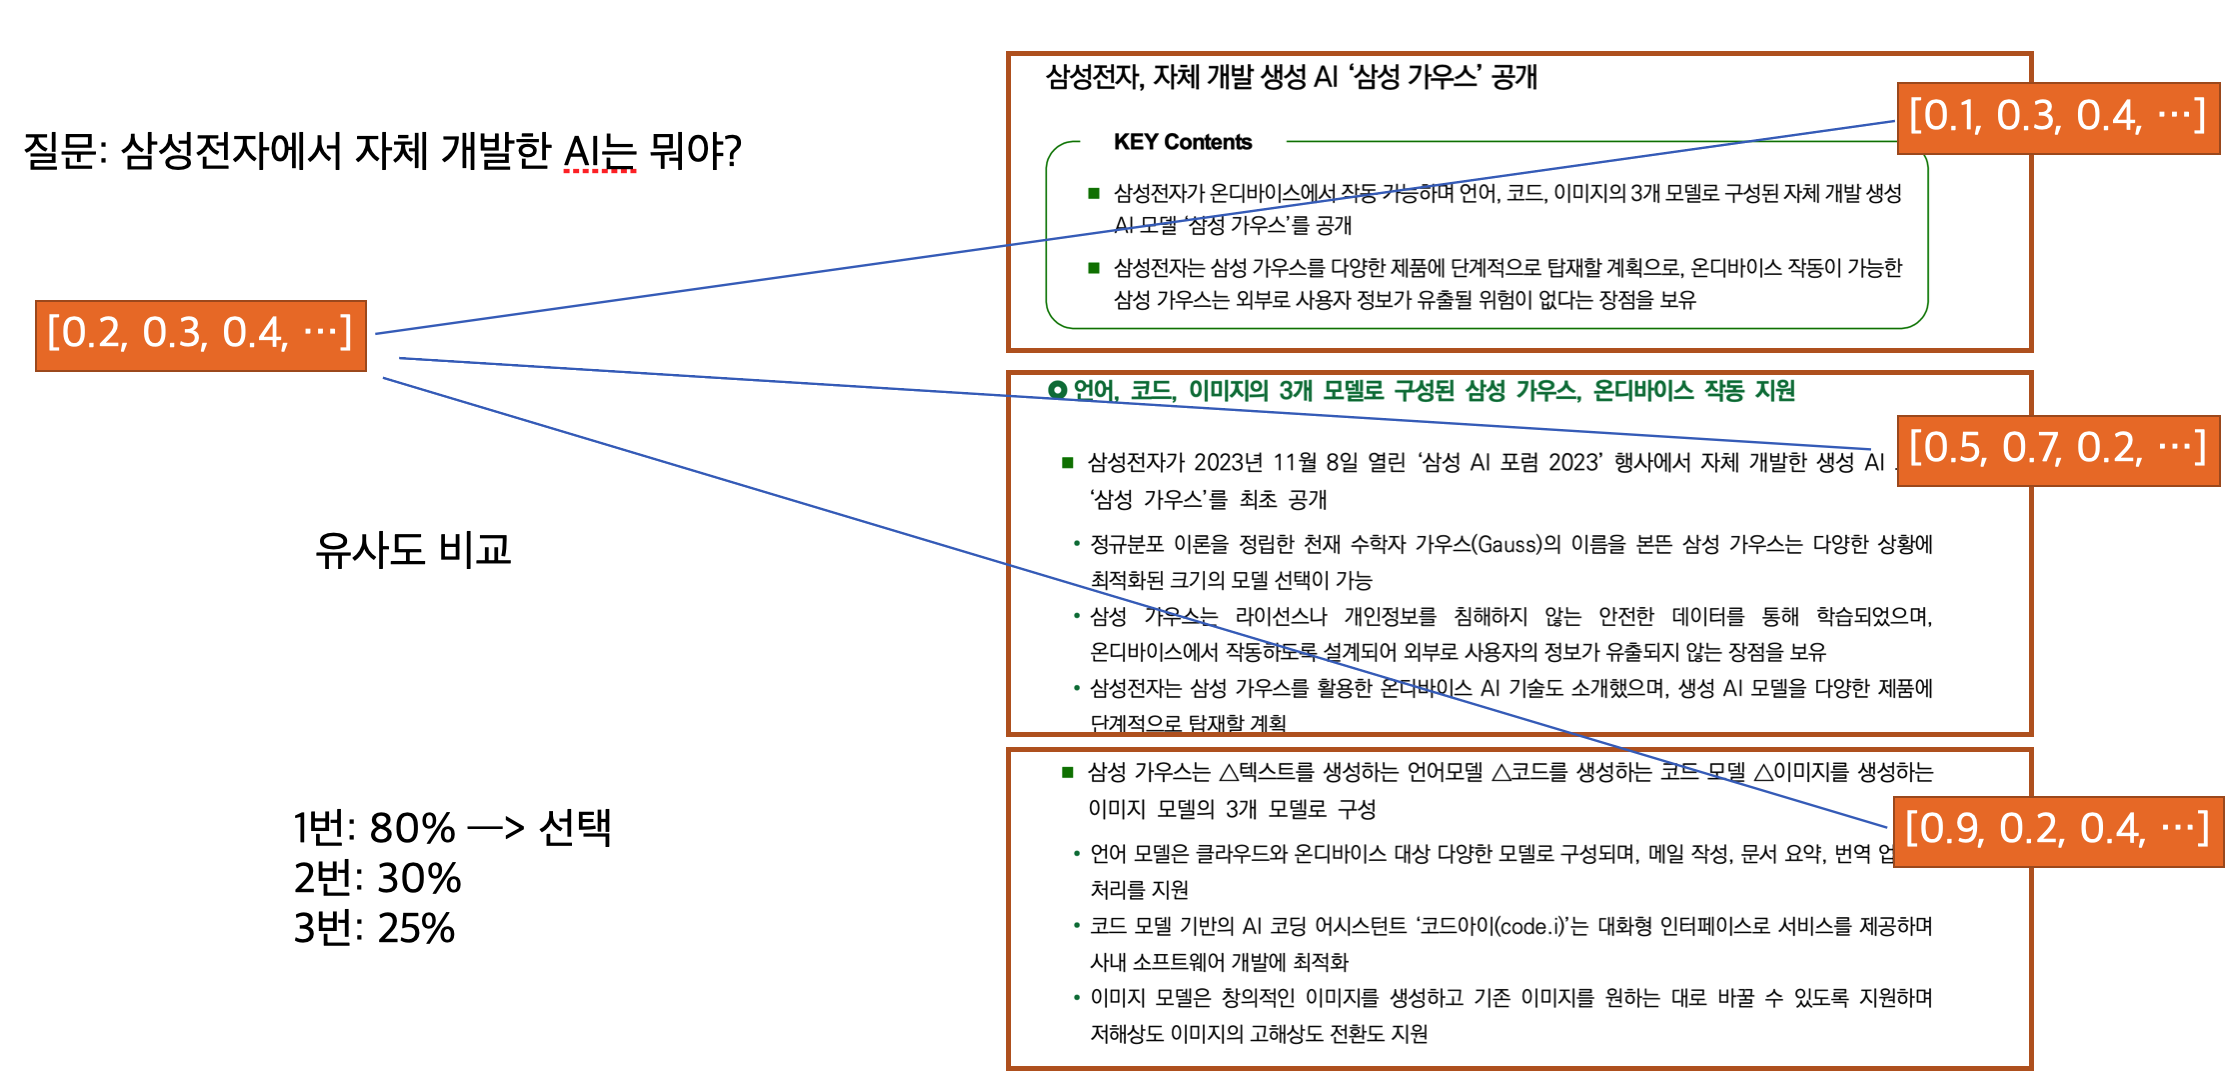 질문: 삼성전자에서 자체 개발한 AI는 뭐야?
[0.2, 0.3, 0.4, …]
유사도 비교
1번: 80% —> 선택
2번: 30%
3번: 25%
삼성전자, 자체 개발 생성 AI ‘삼성 가우스’ 공개
[0.1, 0.3, 0.4, …]
KEY Contents
■ 삼성전자가 온디바이스에서 작동 가능하며 언어, 코드, 이미지의 3개 모델로 구성된 자체 개발 생성
AI 모델 ‘삼성 가우스’를 공개
■ 삼성전자는 삼성 가우스를 다양한 제품에 단계적으로 탑재할 계획으로, 온디바이스 작동이 가능한
삼성 가우스는 외부로 사용자 정보가 유출될 위험이 없다는 장점을 보유
언어, 코드, 이미지의 3개 모델로 구성된 삼성 가우스, 온디바이스 작동 지원
[0.5, 0.7, 0.2, …]
■ 삼성전자가 2023년 11월 8일 열린 ‘삼성 AI 포럼 2023’ 행사에서 자체 개발한 생성 AI
‘삼성 가우스’를 최초 공개
• 정규분포 이론을 정립한 천재 수학자 가우스(Gauss)의 이름을 본뜬 삼성 가우스는 다양한 상황에
최적화된 크기의 모델 선택이 가능
• 삼성 가우스는 라이선스나 개인정보를 침해하지 않는 안전한 데이터를 통해 학습되었으며,
온디바이스에서 작동하도록 설계되어 외부로 사용자의 정보가 유출되지 않는 장점을 보유
• 삼성전자는 삼성 가우스를 활용한 온디바이스 AI 기술도 소개했으며, 생성 AI 모델을 다양한 제품에
단계적으로 탑재할 계획
■ 삼성 가우스는 △텍스트를 생성하는 언어모델 △코드를 생성하는 코드 모델 △이미지를 생성하는
이미지 모델의 3개 모델로 구성
[0.9, 0.2, 0.4, …]
• 언어 모델은 클라우드와 온디바이스 대상 다양한 모델로 구성되며, 메일 작성, 문서 요약, 번역
처리를 지원
• 코드 모델 기반의 AI 코딩 어시스턴트 ‘코드아이(code.i)’는 대화형 인터페이스로 서비스를 제공하며
사내 소프트웨어 개발에 최적화
• 이미지 모델은 창의적인 이미지를 생성하고 기존 이미지를 원하는 대로 바꿀 수 있도록 지원하며
저해상도 이미지의 고해상도 전환도 지원